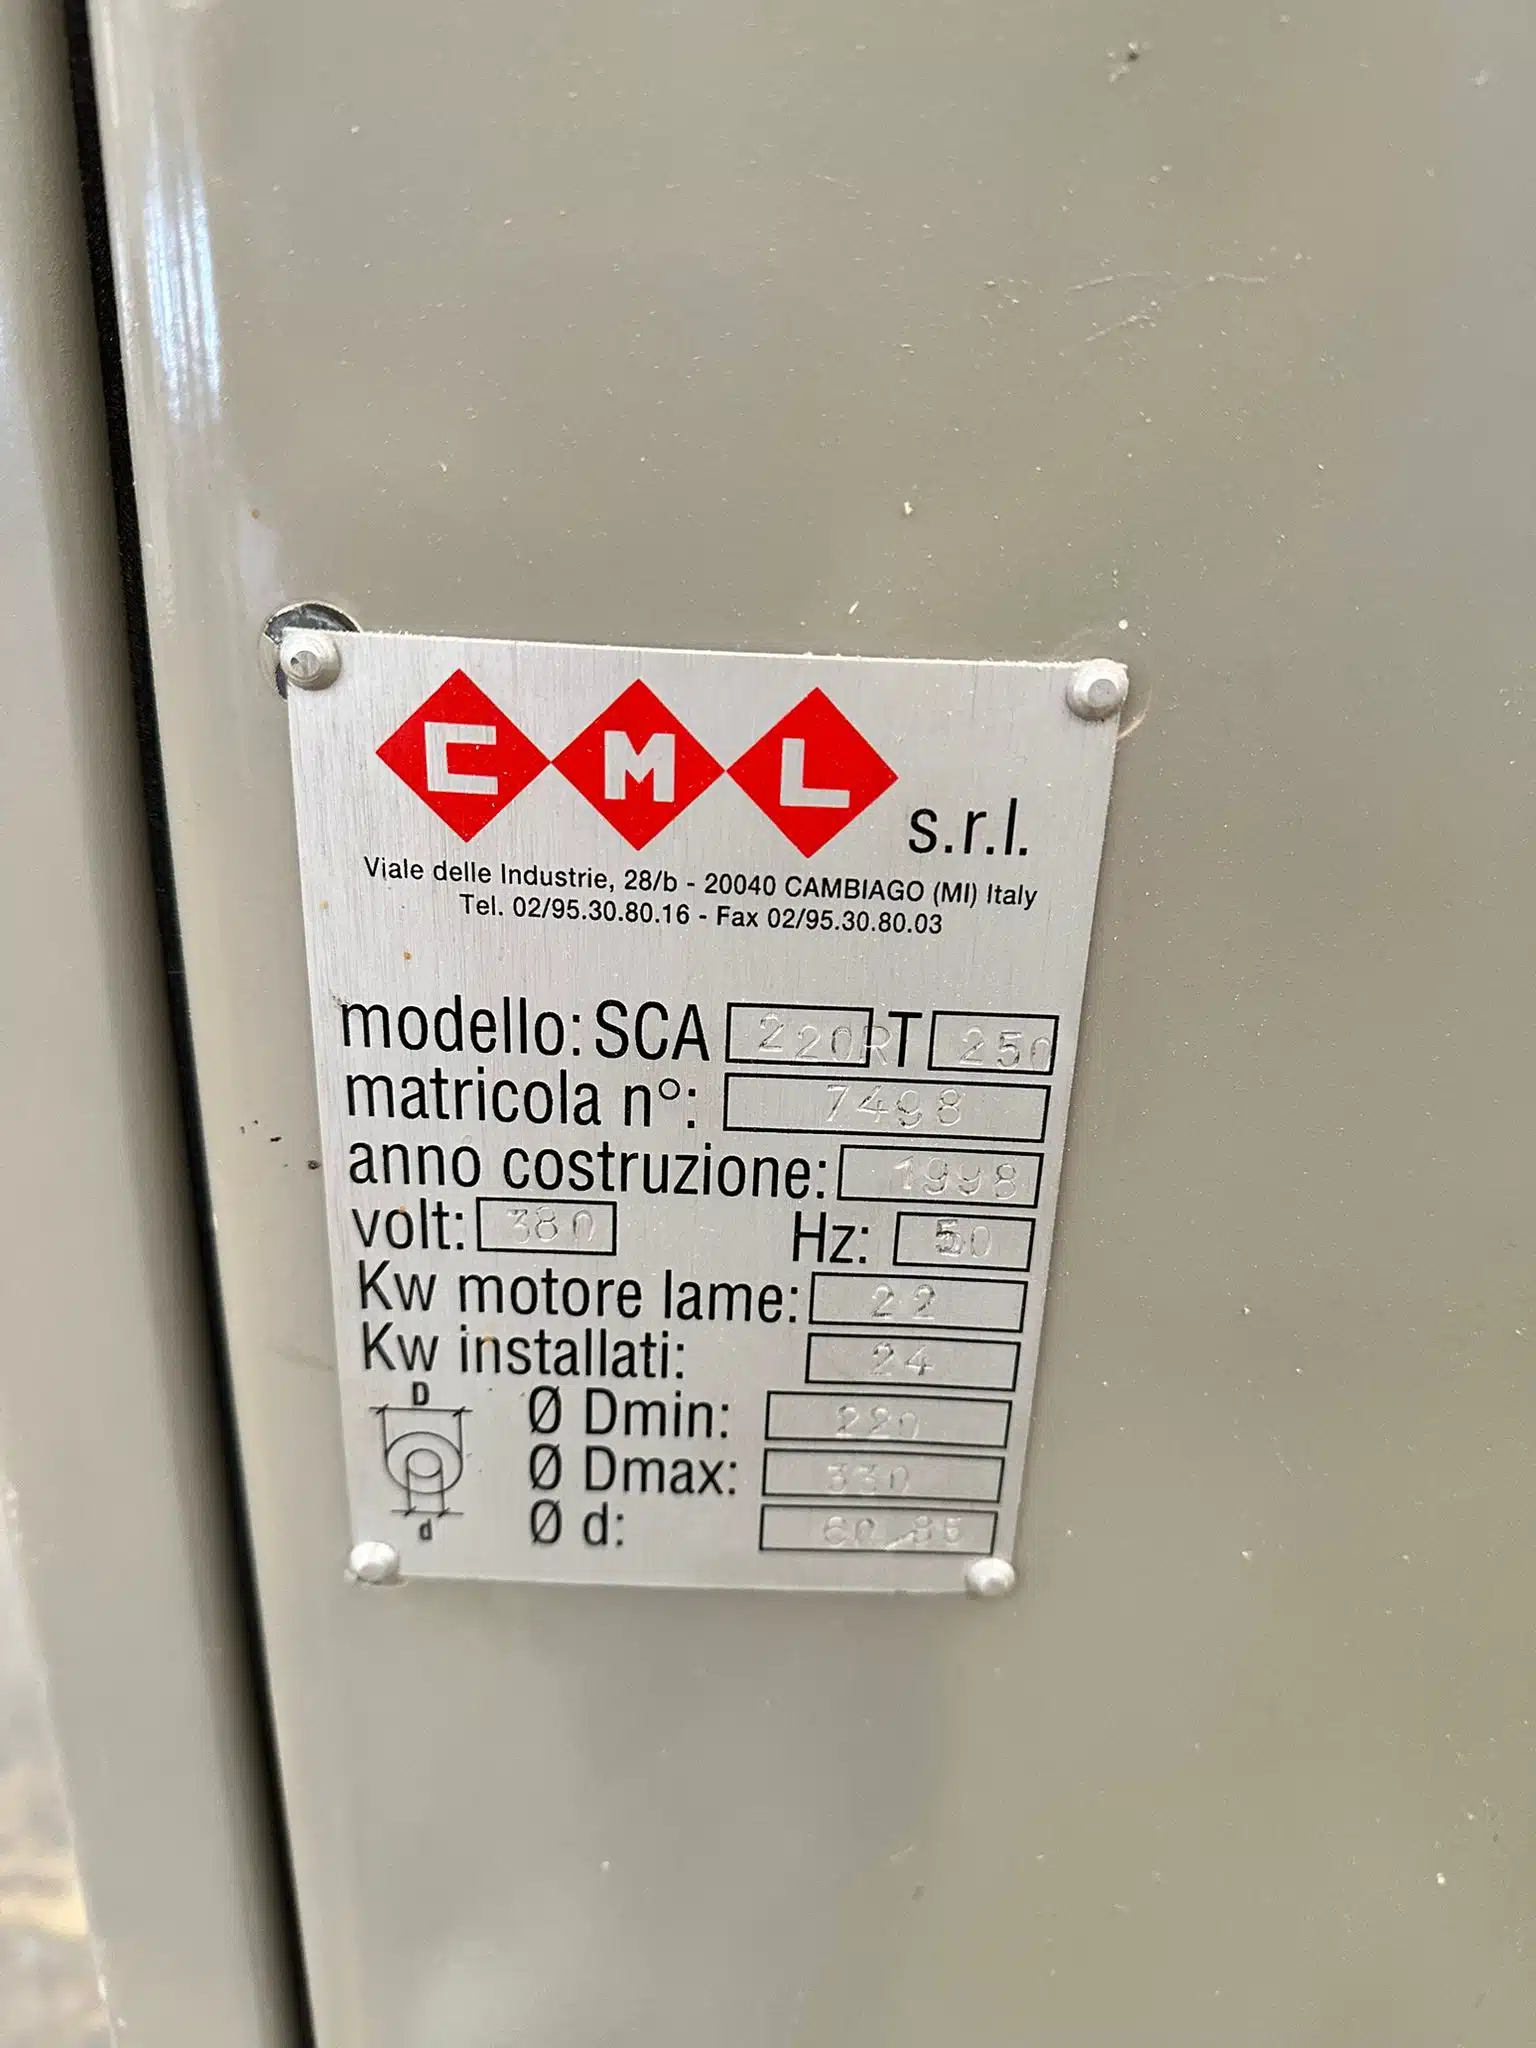 CML s.r.l.
Viale delle Industrie, 28/b - 20040 CAMBIAGO (MI) Italy
Tel. 02/95.30.80.16 - Fax 02/95.30.80.03
modello: SCA 220R T 250
matricola n°: 7498
anno costruzione: 1998
volt: 380 Hz: 50
Kw motore lame: 22
Kw installati: 24
D
Ø Dmin: 220
Ø Dmax: 330
d
Ø d: